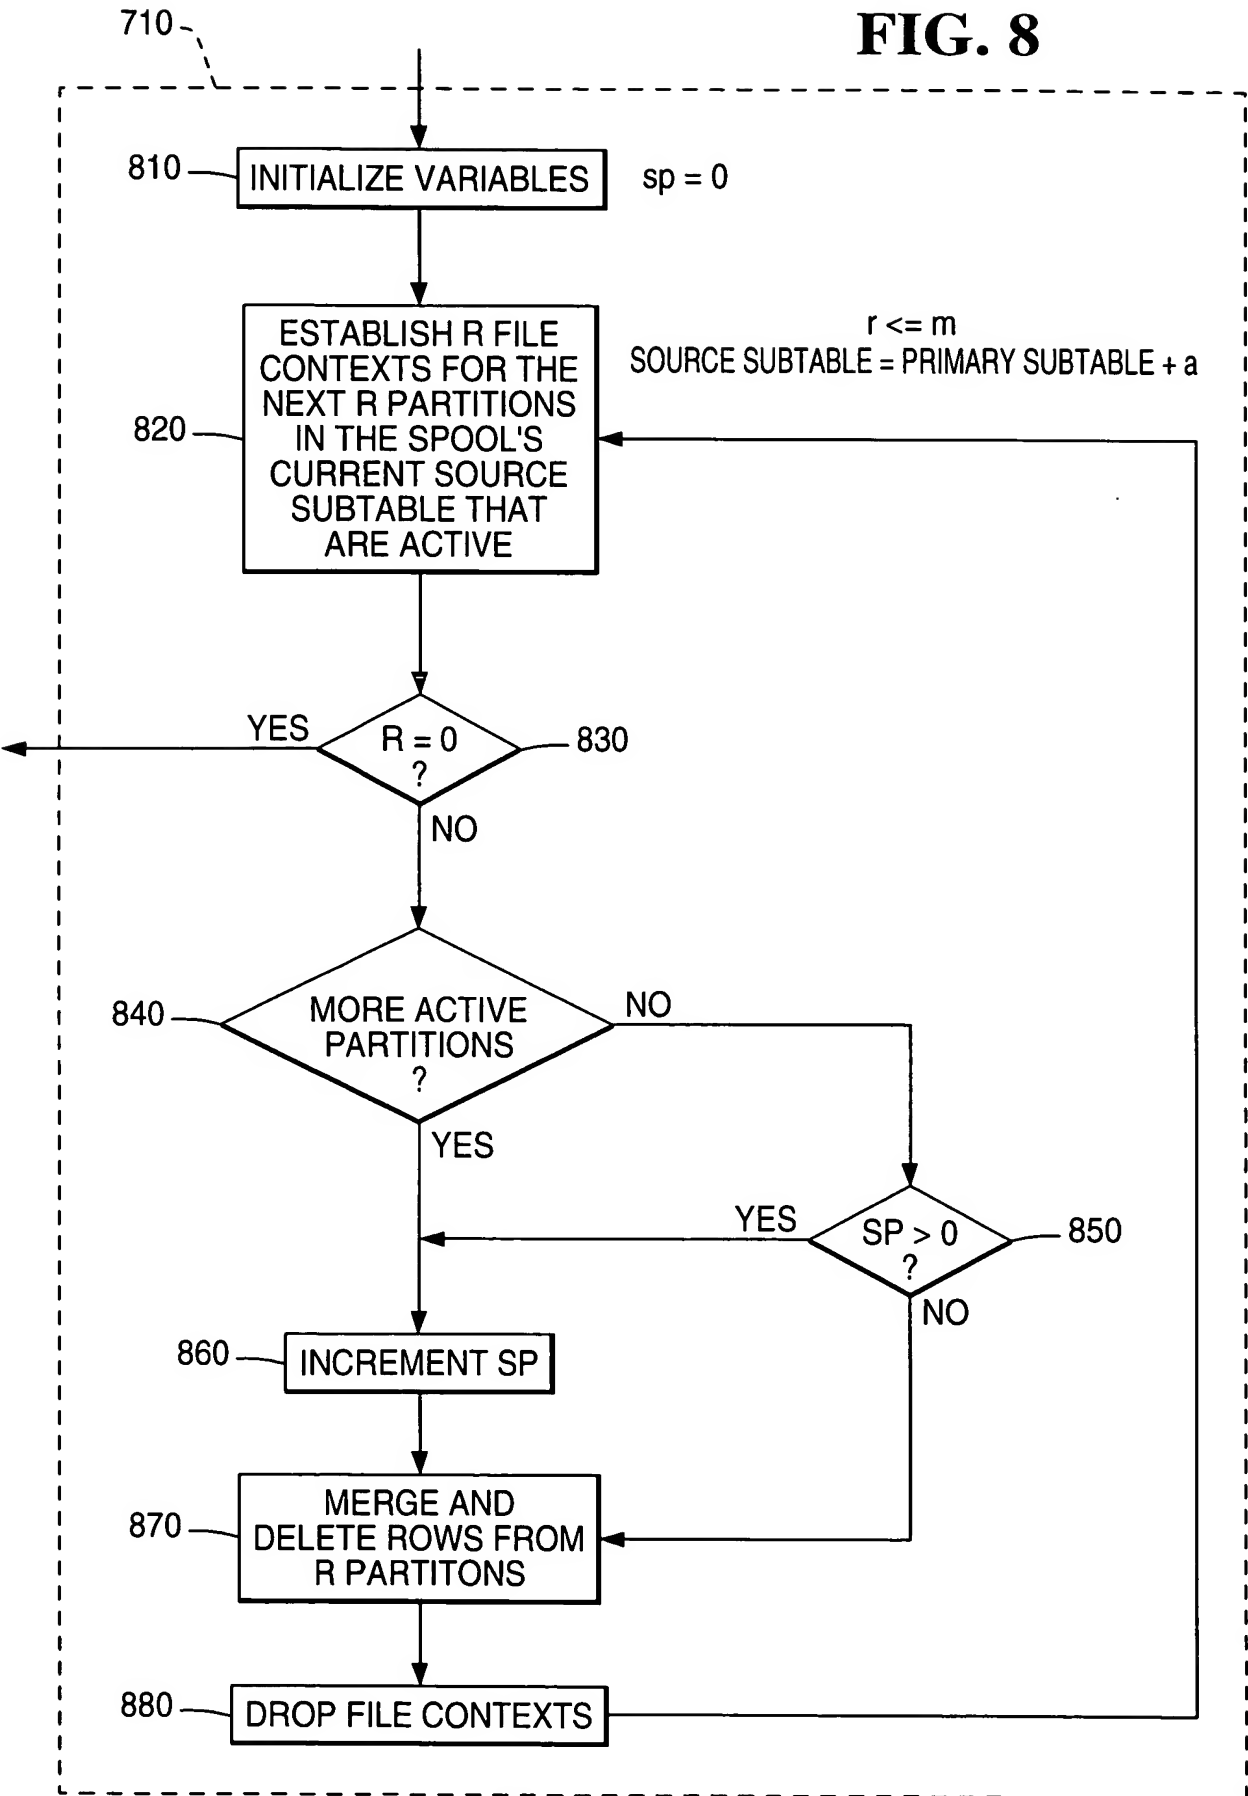 710
FIG. 8
810
INITIALIZE VARIABLES
sp = 0
820
ESTABLISH R FILE
CONTEXTS FOR THE
NEXT R PARTITIONS
IN THE SPOOL'S
CURRENT SOURCE
SUBTABLE THAT
ARE ACTIVE
r <= m
SOURCE SUBTABLE = PRIMARY SUBTABLE + a
YES
R = 0
?
830
NO
840
MORE ACTIVE
PARTITIONS
?
NO
YES
YES
SP > 0
?
850
NO
860
INCREMENT SP
870
MERGE AND
DELETE ROWS FROM
R PARTITONS
880
DROP FILE CONTEXTS